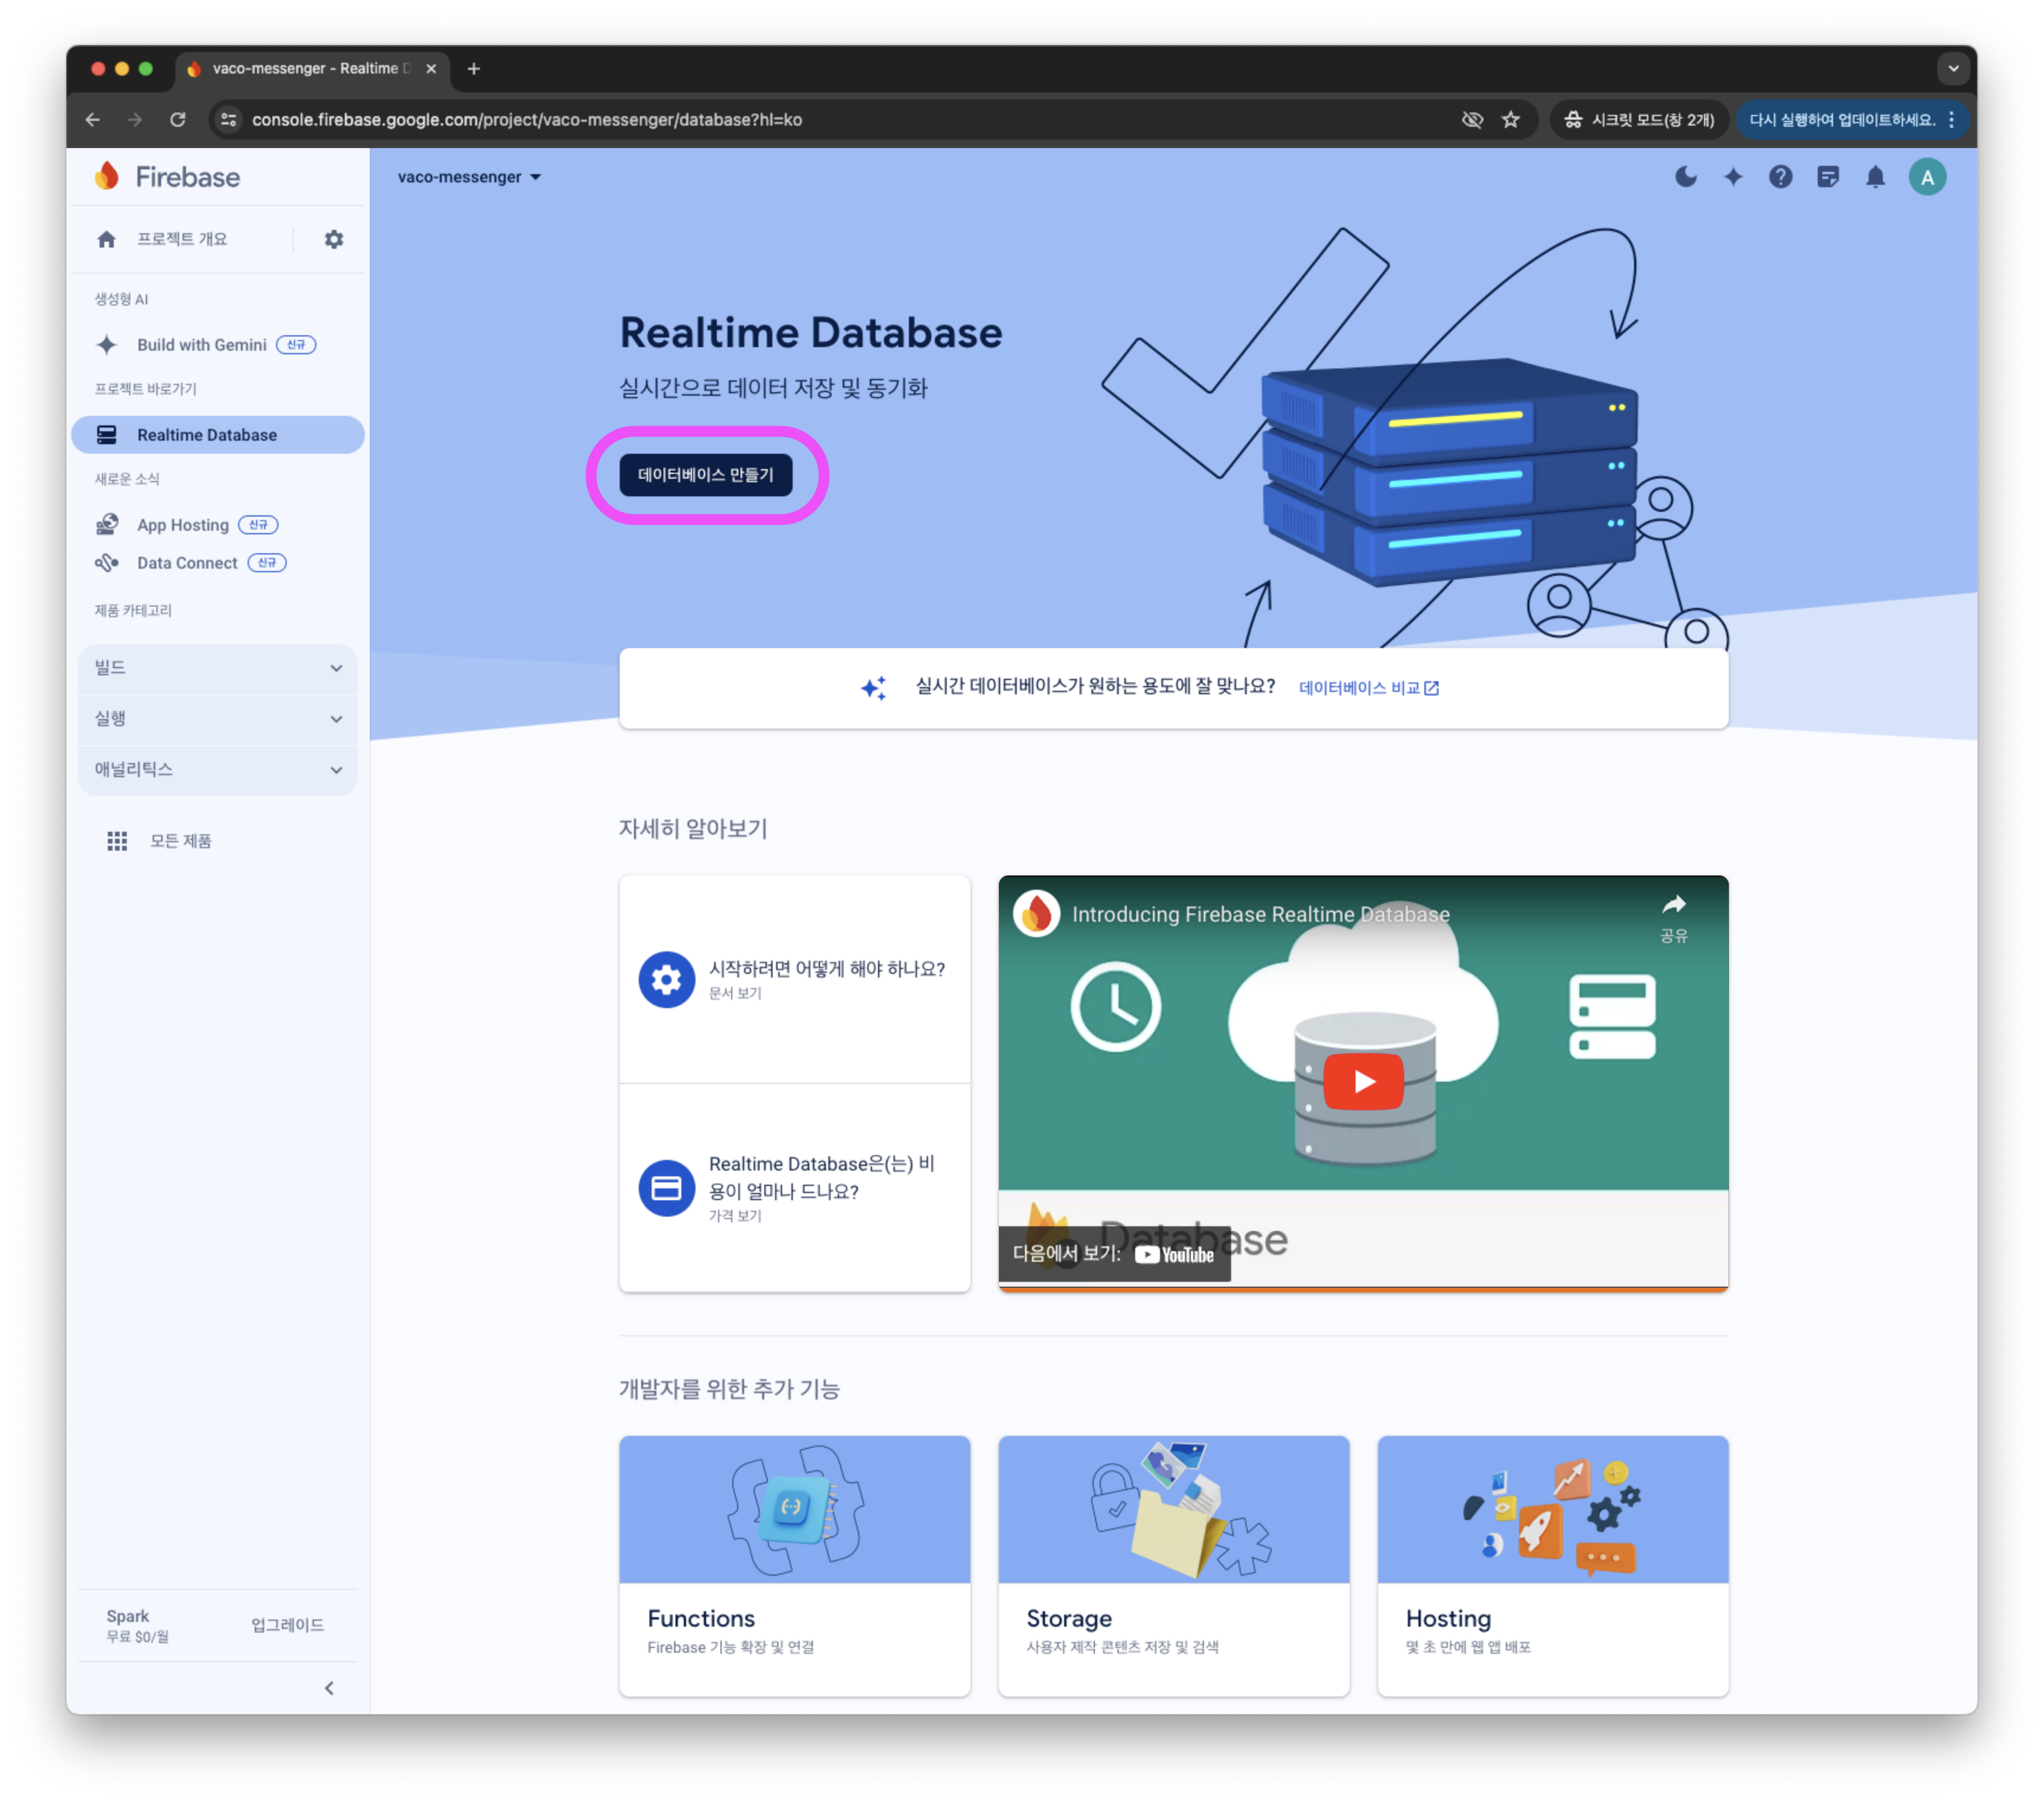 vaco-messenger - Realtime D
console.firebase.google.com/project/vaco-messenger/database?hl=ko
시크릿 모드(창 2개)
다시 실행하여 업데이트하세요.
Firebase
프로젝트 개요
생성형 AI
Build with Gemini 신규
프로젝트 바로가기
Realtime Database
새로운 소식
App Hosting 신규
Data Connect 신규
제품 카테고리
빌드
실행
애널리틱스
모든 제품
Spark
무료 $0/월
업그레이드
vaco-messenger
A
Realtime Database
실시간으로 데이터 저장 및 동기화
데이터베이스 만들기
실시간 데이터베이스가 원하는 용도에 잘 맞나요? 데이터베이스 비교
자세히 알아보기
시작하려면 어떻게 해야 하나요?
문서 보기
Realtime Database은(는) 비
용이 얼마나 드나요?
가격 보기
Introducing Firebase Realtime Database
공유
Database
다음에서 보기: YouTube
개발자를 위한 추가 기능
Functions
Firebase 기능 확장 및 연결
Storage
사용자 제작 콘텐츠 저장 및 검색
Hosting
몇 초 만에 웹 앱 배포